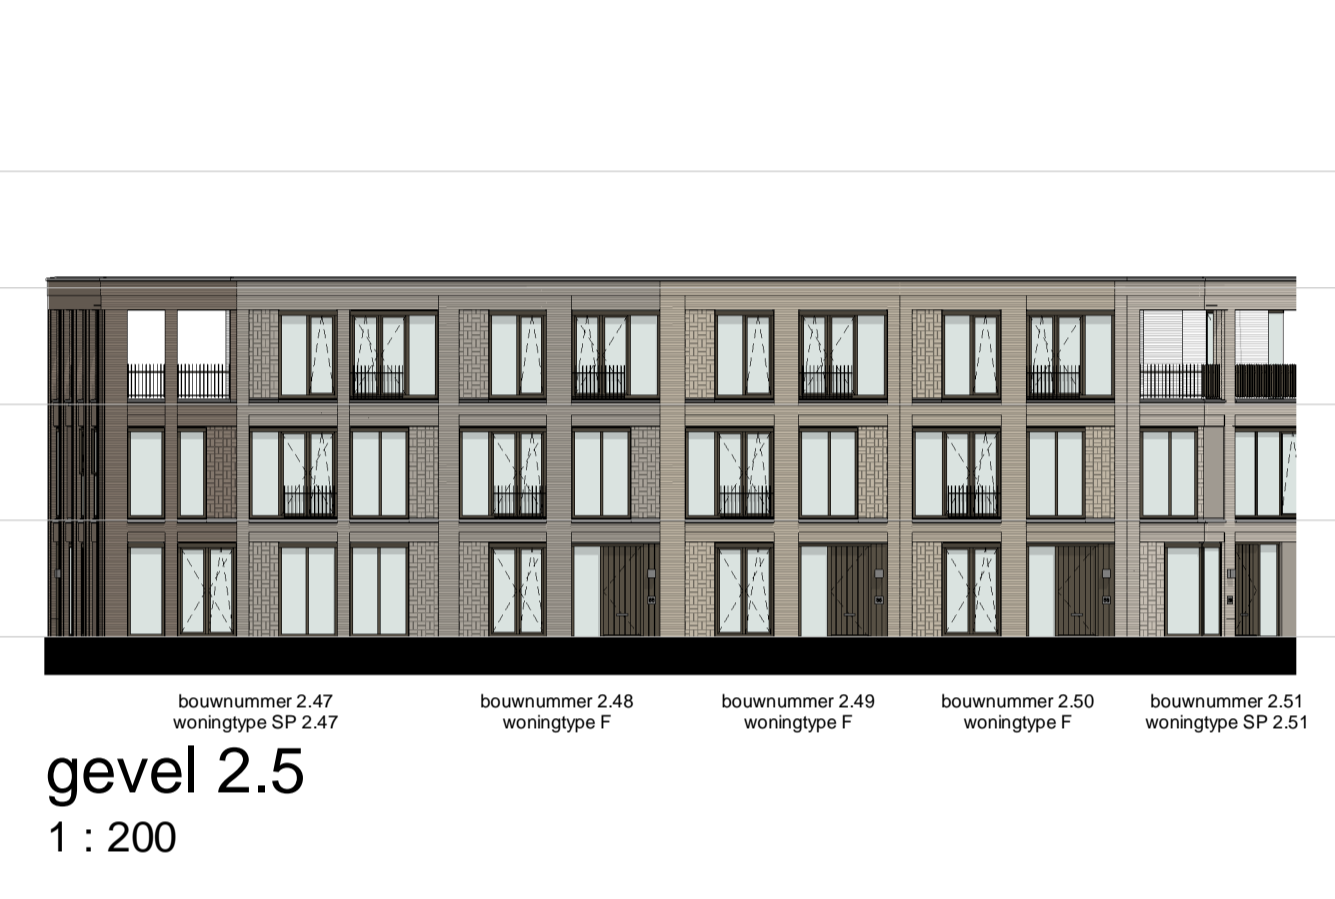 bouwnummer 2.47
woningtype SP 2.47
bouwnummer 2.48
woningtype F
bouwnummer 2.49
woningtype F
bouwnummer 2.50
woningtype F
bouwnummer 2.51
woningtype SP 2.51
gevel 2.5
1 : 200